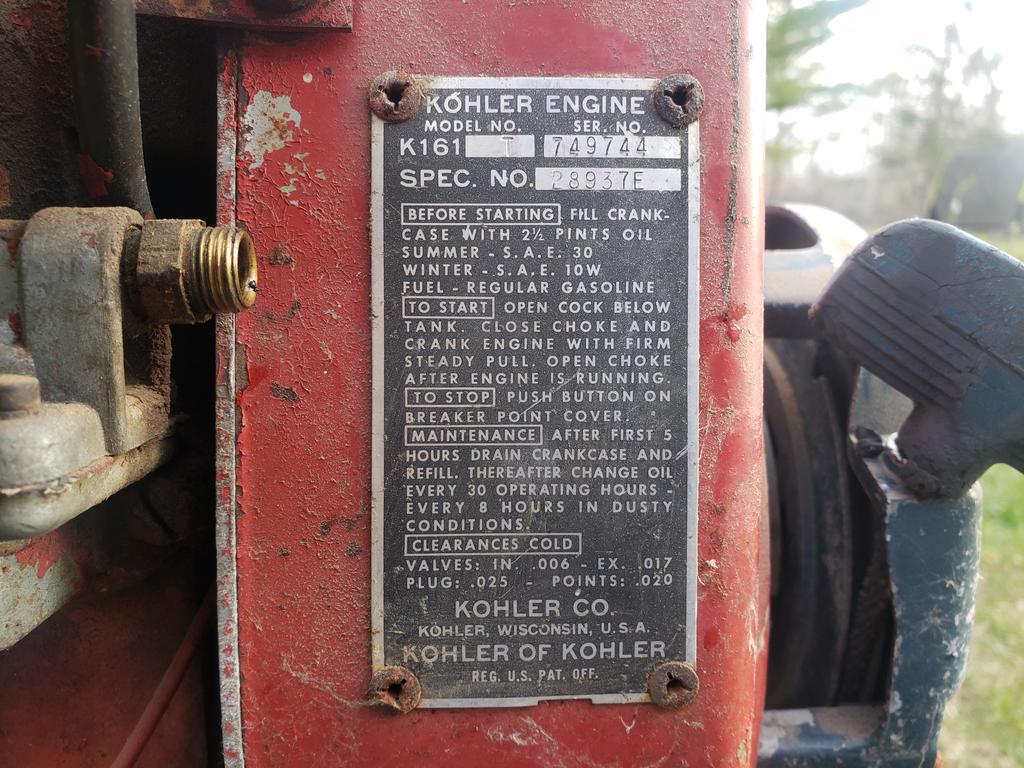 KOHLER ENGINE
MODEL NO. SER. NO.
K161 T 749744
SPEC. NO. 28937E
BEFORE STARTING FILL CRANK-
CASE WITH 2½ PINTS OIL
SUMMER - S.A.E. 30
WINTER - S.A.E. 10W
FUEL - REGULAR GASOLINE
TO START OPEN COCK BELOW
TANK. CLOSE CHOKE AND
CRANK ENGINE WITH FIRM
STEADY PULL. OPEN CHOKE
AFTER ENGINE IS RUNNING.
TO STOP PUSH BUTTON ON
BREAKER POINT COVER.
MAINTENANCE AFTER FIRST 5
HOURS DRAIN CRANKCASE AND
REFILL. THEREAFTER CHANGE OIL
EVERY 30 OPERATING HOURS -
EVERY 8 HOURS IN DUSTY
CONDITIONS.
CLEARANCES COLD
VALVES: IN. .006 - EX. .017
PLUG: .025 - POINTS: .020
KOHLER CO.
KOHLER, WISCONSIN, U.S.A.
KOHLER OF KOHLER
REG. U.S. PAT. OFF.